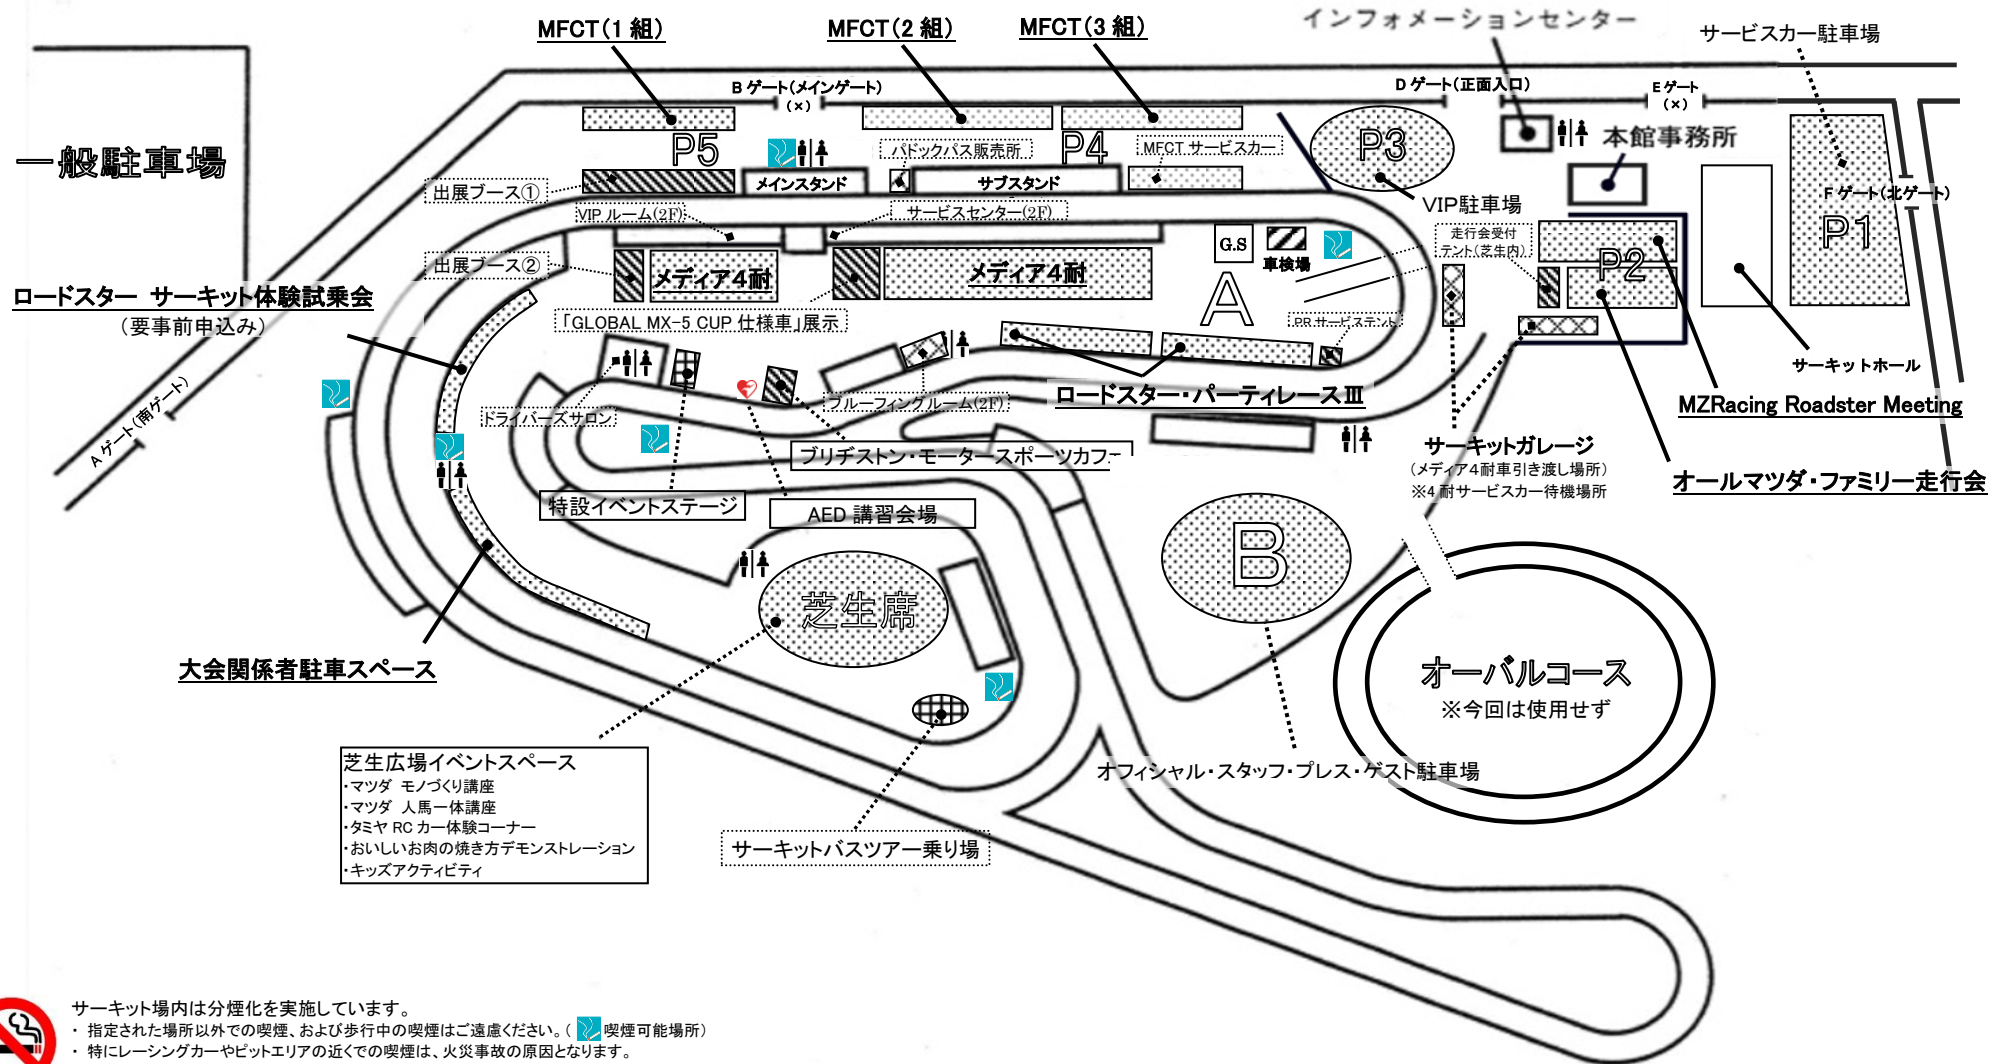 MFCT(1 組)
MFCT(2 組)
MFCT(3 組)
インフォメーションセンター
サービスカー駐車場
B ゲート(メインゲート)
(×)
D ゲート(正面入口)
E ゲート
(×)
一般駐車場
P5
パドックパス販売所
P4
MFCT サービスカー
P3
本館事務所
出展ブース①
メインスタンド
サブスタンド
VIP駐車場
F ゲート(北ゲート)
P1
VIP ルーム(2F)
サービスセンター(2F)
G.S
車検場
走行会受付
テント(芝生内)
P2
出展ブース②
メディア4耐
メディア4耐
A
ロードスター サーキット体験試乗会
(要事前申込み)
「GLOBAL MX-5 CUP 仕様車」展示
PR サービステント
サーキットホール
A ゲート(南ゲート)
ドライバーズサロン
ブルーフィングルーム(2F)
ロードスター・パーティレースⅢ
MZRacing Roadster Meeting
ブリヂストン・モータースポーツカフェ
サーキットガレージ
(メディア4耐車引き渡し場所)
※4 耐サービスカー待機場所
オールマツダ・ファミリー走行会
特設イベントステージ
AED 講習会場
B
芝生席
大会関係者駐車スペース
オーバルコース
※今回は使用せず
芝生広場イベントスペース
・マツダ モノづくり講座
・マツダ 人馬一体講座
・タミヤ RC カー体験コーナー
・おいしいお肉の焼き方デモンストレーション
・キッズアクティビティ
オフィシャル・スタッフ・プレス・ゲスト駐車場
サーキットバスツアー乗り場
サーキット場内は分煙化を実施しています。
・ 指定された場所以外での喫煙、および歩行中の喫煙はご遠慮ください。( 喫煙可能場所)
・ 特にレーシングカーやピットエリアの近くでの喫煙は、火災事故の原因となります。